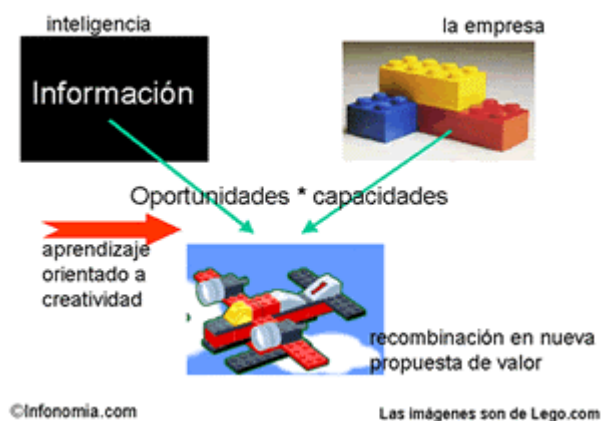 inteligencia
la empresa
Información
Oportunidades * capacidades
aprendizaje
orientado a
creatividad
recombinación en nueva
propuesta de valor
©Infonomia.com
Las imágenes son de Lego.com